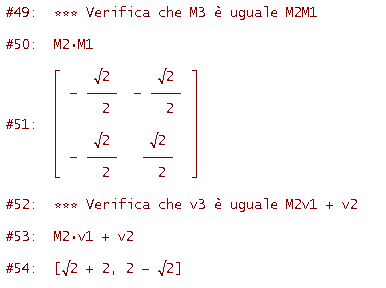 #49: *** Verifica che M3 è uguale M2M1
#50: M2·M1
#51: [ - √2/2  - √2/2 ]
[ - √2/2  √2/2 ]
#52: *** Verifica che v3 è uguale M2v1 + v2
#53: M2·v1 + v2
#54: [√2 + 2, 2 - √2]